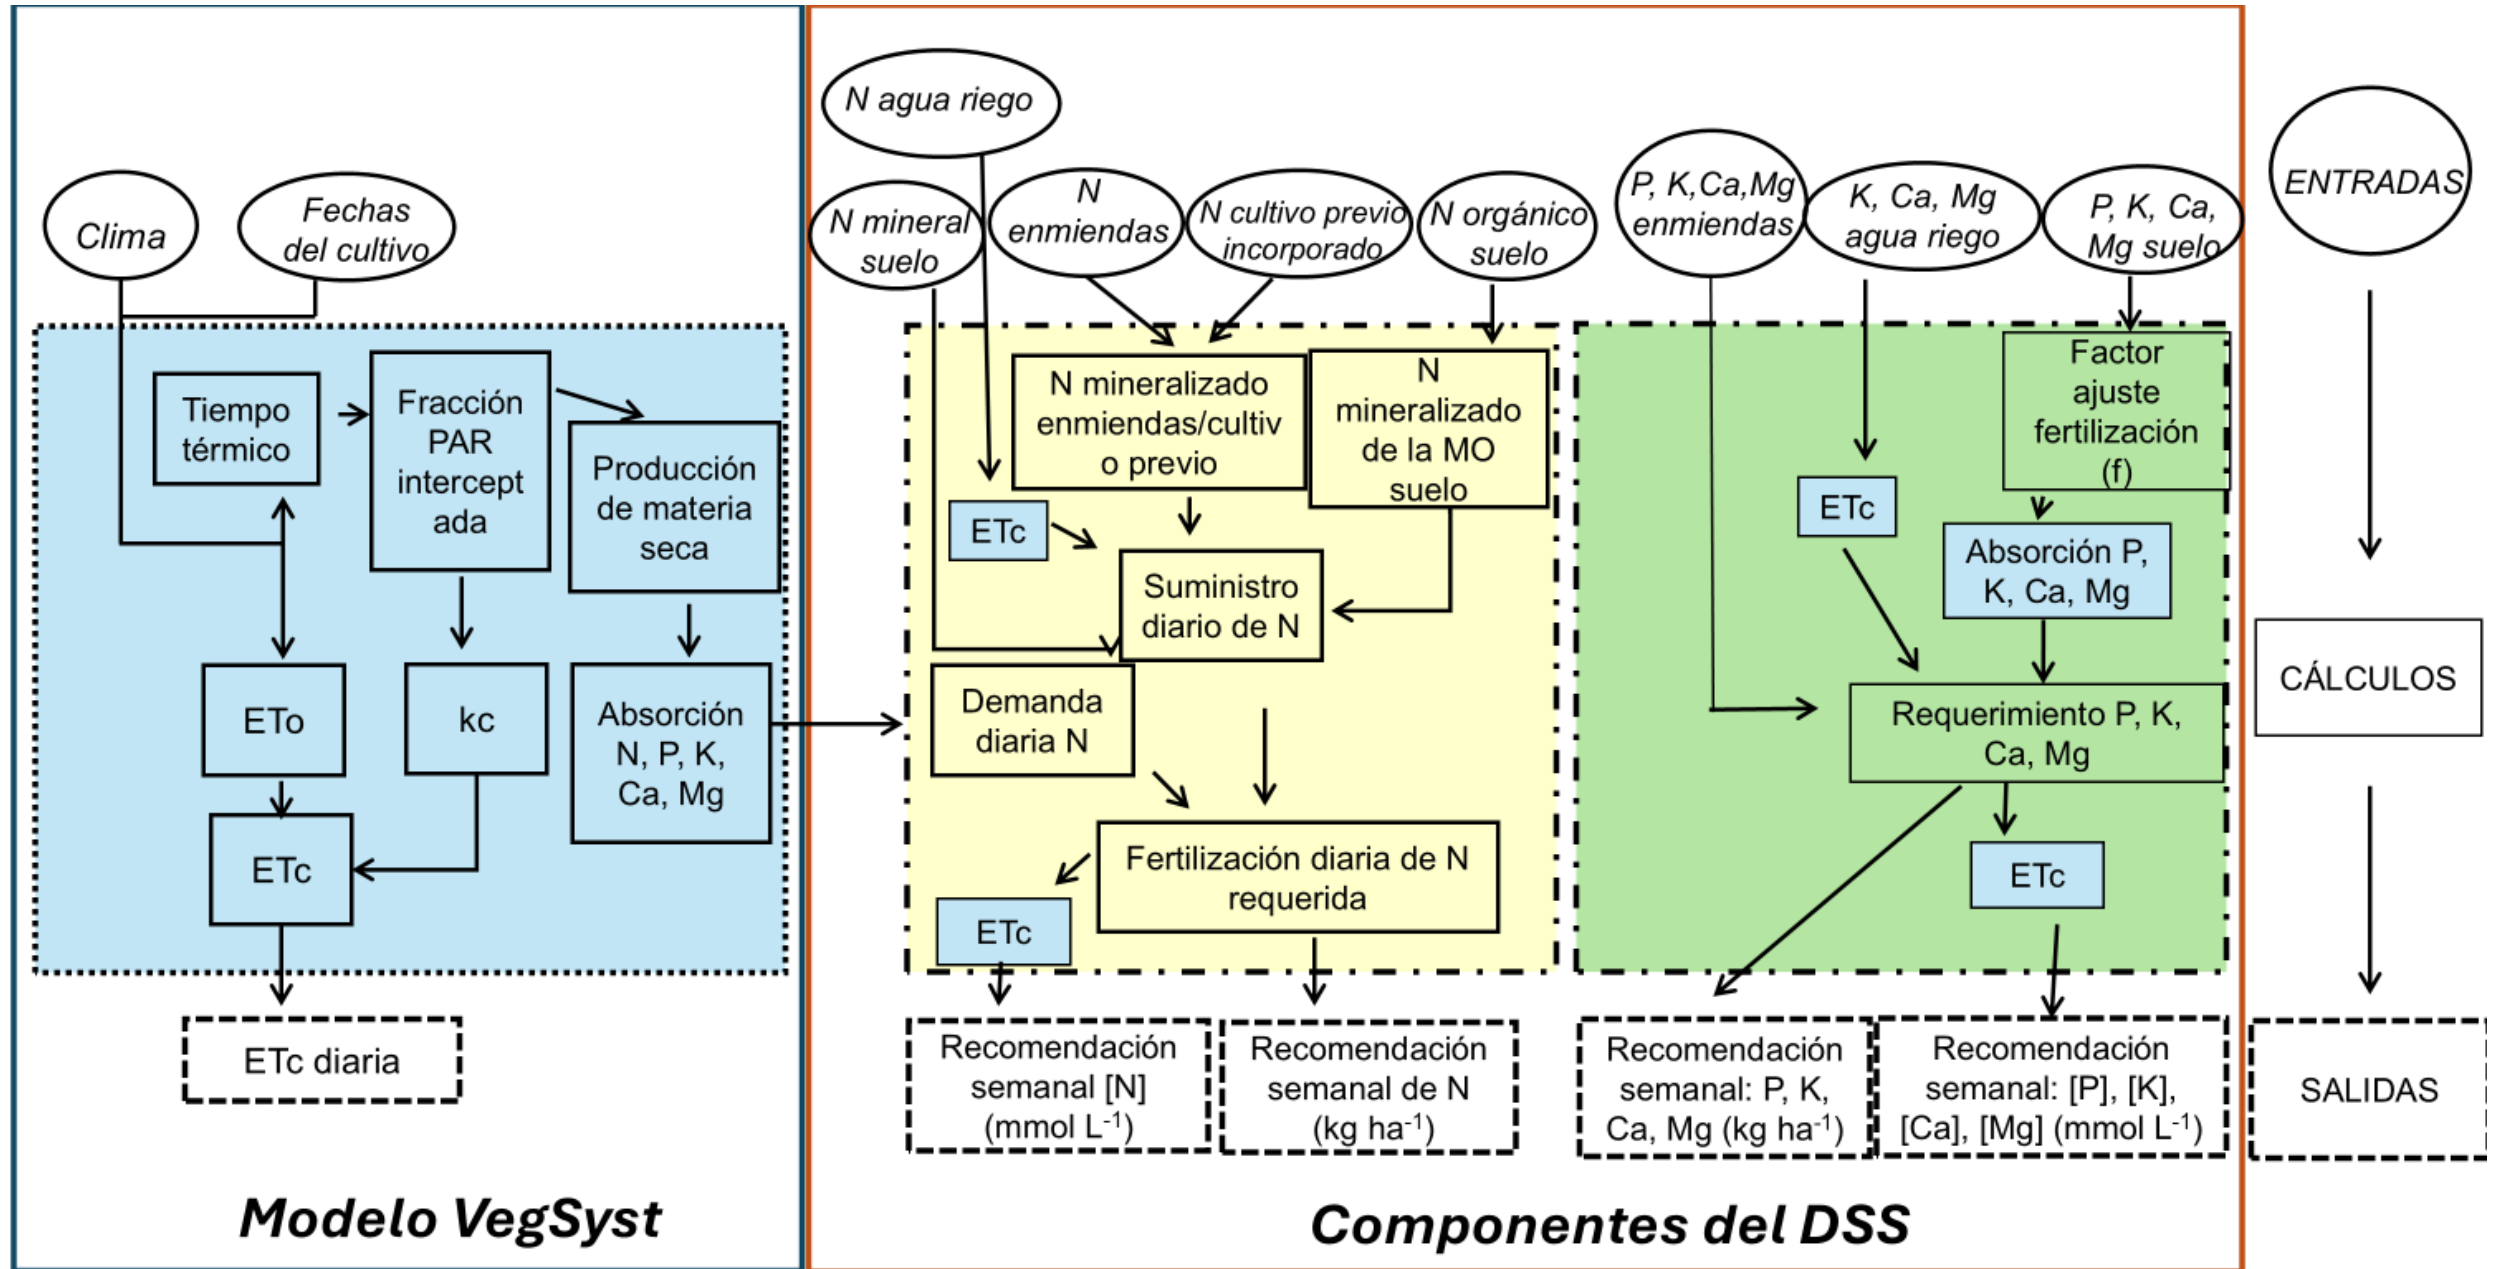 Clima
Fechas
del cultivo
Tiempo
térmico
Fracción
PAR
intercept
ada
Producción
de materia
seca
ETo
kc
Absorción
N, P, K,
Ca, Mg
ETc
ETc diaria
Modelo VegSyst
N agua riego
N mineral
suelo
N
enmiendas
N cultivo previo
incorporado
N orgánico
suelo
N mineralizado
enmiendas/cultiv
o previo
N
mineralizado
de la MO
suelo
ETc
Suministro
diario de N
Demanda
diaria N
Fertilización diaria de N
requerida
ETc
Recomendación
semanal [N]
(mmol L-1)
Recomendación
semanal de N
(kg ha-1)
P, K,Ca,Mg
enmiendas
K, Ca, Mg
agua riego
P, K, Ca,
Mg suelo
Factor
ajuste
fertilización
(f)
ETc
Absorción P,
K, Ca, Mg
Requerimiento P, K,
Ca, Mg
ETc
Recomendación
semanal: P, K,
Ca, Mg (kg ha-1)
Recomendación
semanal: [P], [K],
[Ca], [Mg] (mmol L-1)
Componentes del DSS
ENTRADAS
CÁLCULOS
SALIDAS